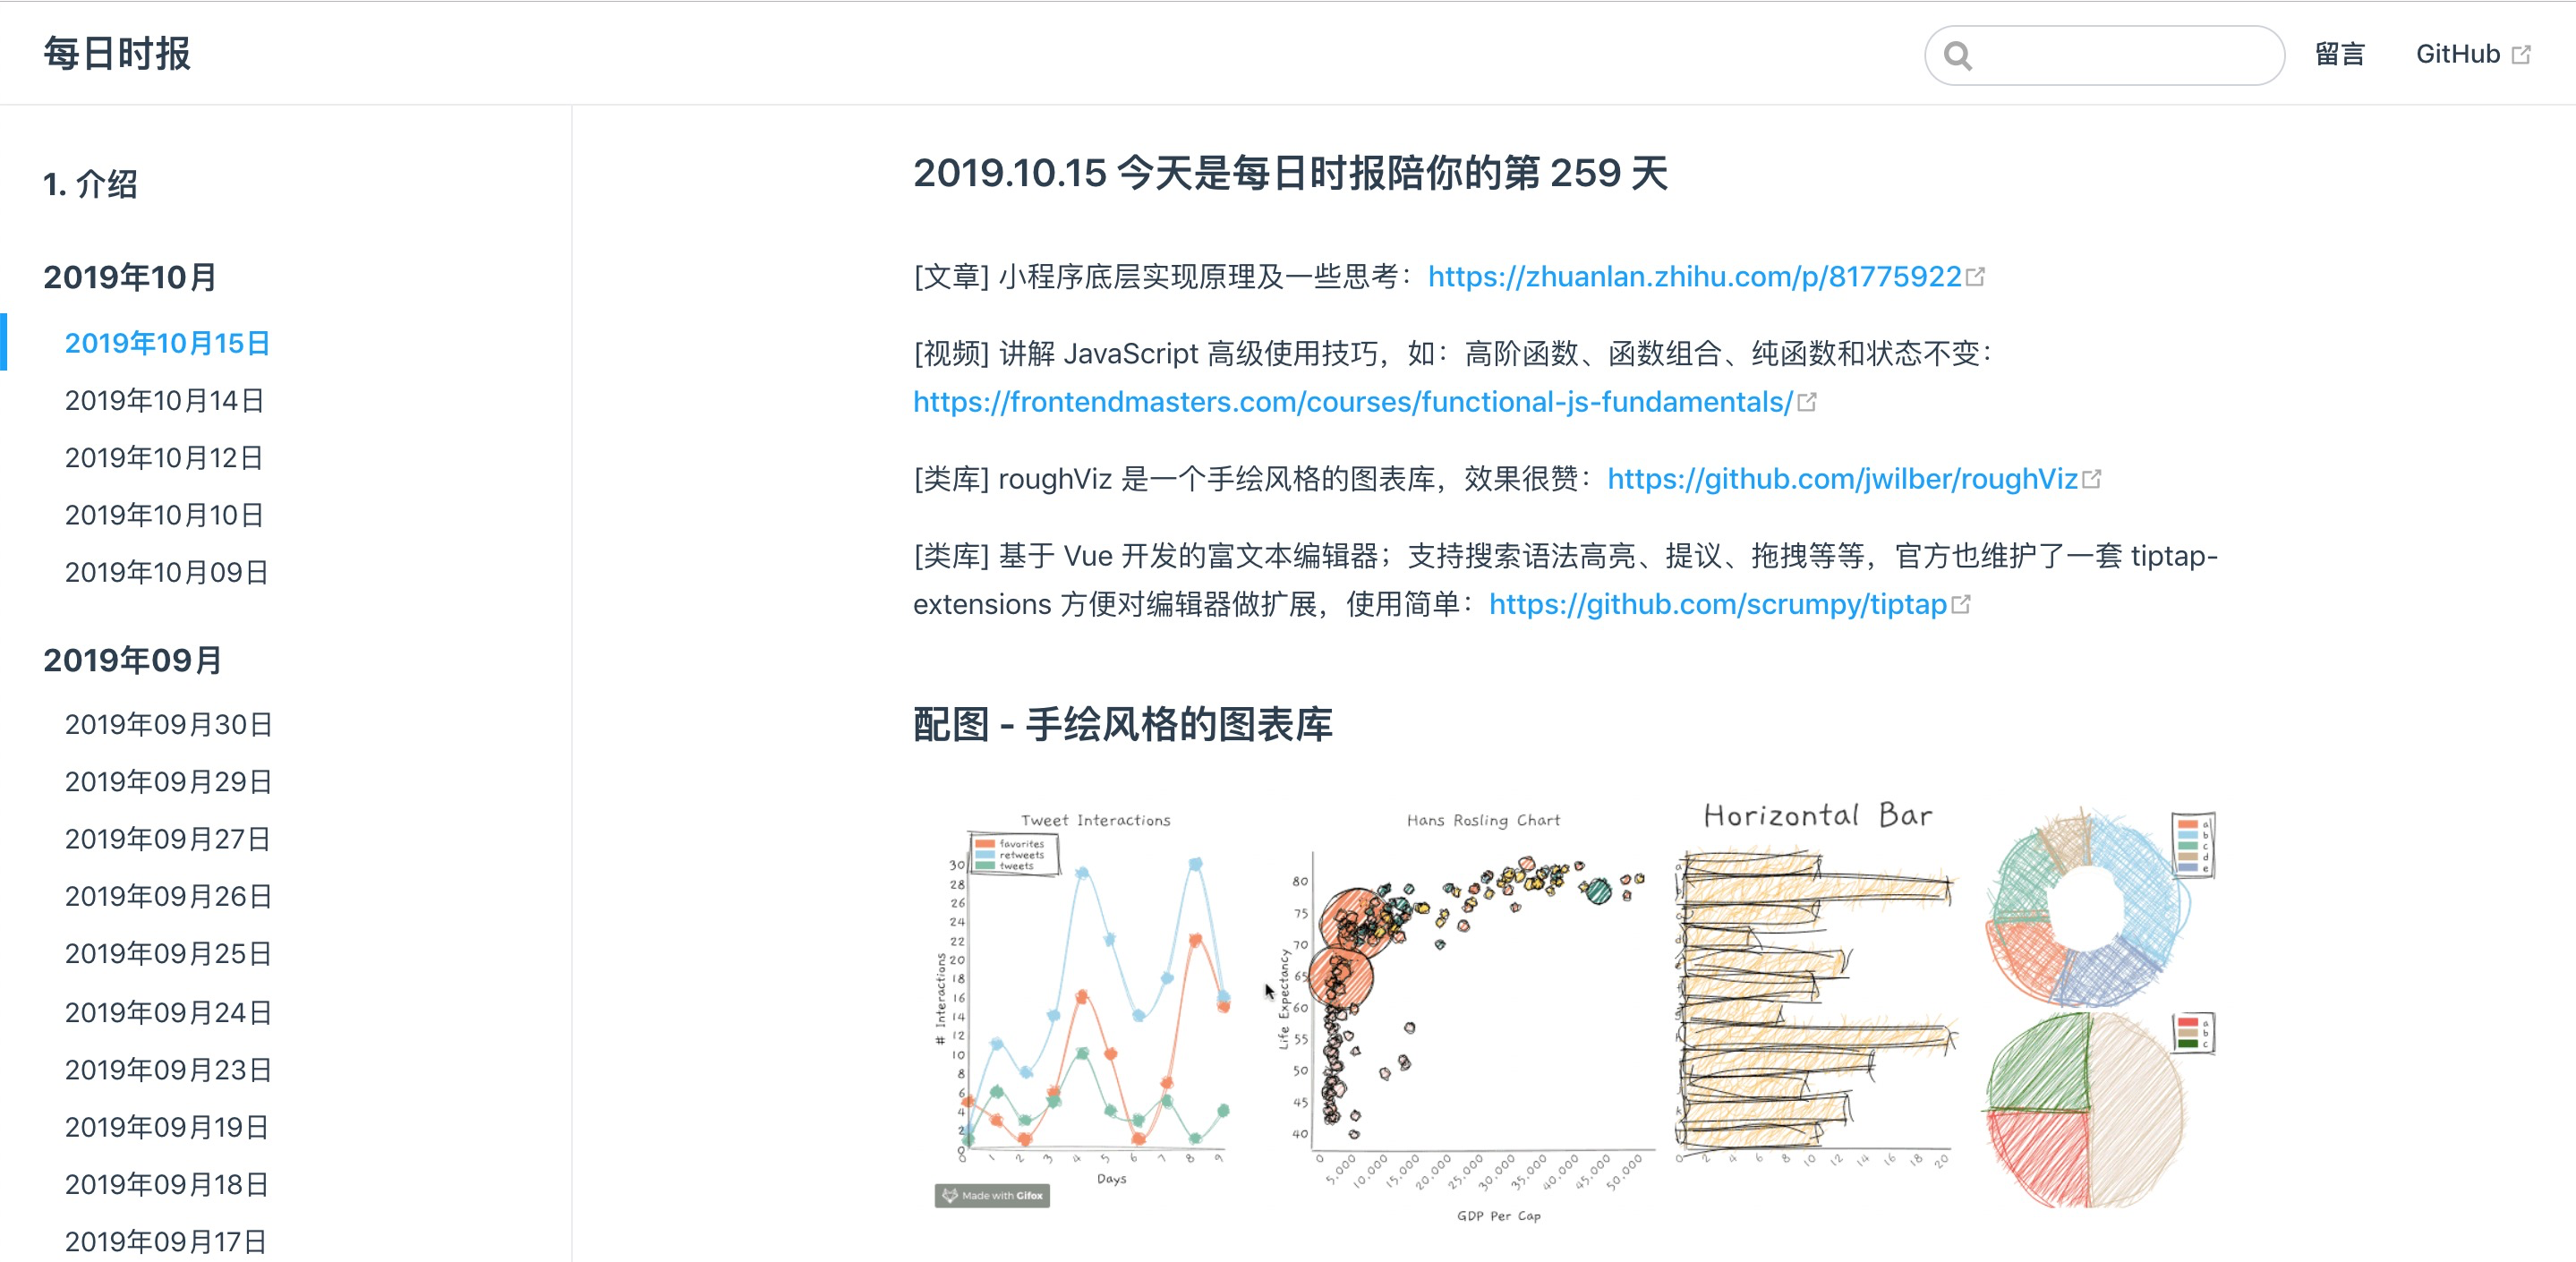 每日时报
留言
GitHub
1. 介绍
2019年10月
2019年10月15日
2019年10月14日
2019年10月12日
2019年10月10日
2019年10月09日
2019年09月
2019年09月30日
2019年09月29日
2019年09月27日
2019年09月26日
2019年09月25日
2019年09月24日
2019年09月23日
2019年09月19日
2019年09月18日
2019年09月17日
2019.10.15 今天是每日时报陪你的第 259 天
[文章] 小程序底层实现原理及一些思考：https://zhuanlan.zhihu.com/p/81775922
[视频] 讲解 JavaScript 高级使用技巧，如：高阶函数、函数组合、纯函数和状态不变：
https://frontendmasters.com/courses/functional-js-fundamentals/
[类库] roughViz 是一个手绘风格的图表库，效果很赞：https://github.com/jwilber/roughViz
[类库] 基于 Vue 开发的富文本编辑器；支持搜索语法高亮、提议、拖拽等等，官方也维护了一套 tiptap-
extensions 方便对编辑器做扩展，使用简单：https://github.com/scrumpy/tiptap
配图 - 手绘风格的图表库
Tweet Interactions
favorites
retweets
tweets
# Interactions
30
28
26
24
22
20
18
16
14
12
10
8
6
4
2
0
0 1 2 3 4 5 6 7 8 9
Days
Made with Gifox
Hans Rosling Chart
Life Expectancy
80
75
70
65
60
55
50
45
40
0 5,000 10,000 15,000 20,000 25,000 30,000 35,000 40,000 45,000 50,000
GDP Per Cap
Horizontal Bar
0 2 4 6 8 10 12 14 16 18 20
a
b
c
d
e
a
b
c